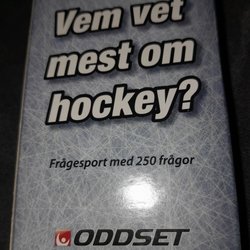 Vem vet
mest om
hockey?
Frågesport med 250 frågor
ODDSET